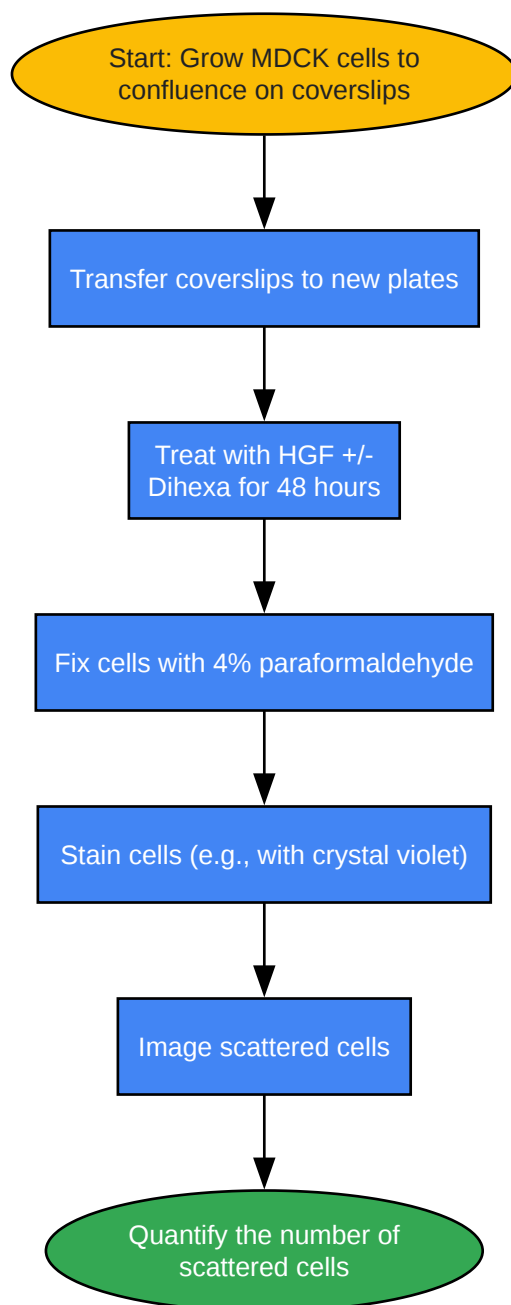 Start: Grow MDCK cells to
confluence on coverslips
Transfer coverslips to new plates
Treat with HGF +/-
Dihexa for 48 hours
Fix cells with 4% paraformaldehyde
Stain cells (e.g., with crystal violet)
Image scattered cells
Quantify the number of
scattered cells